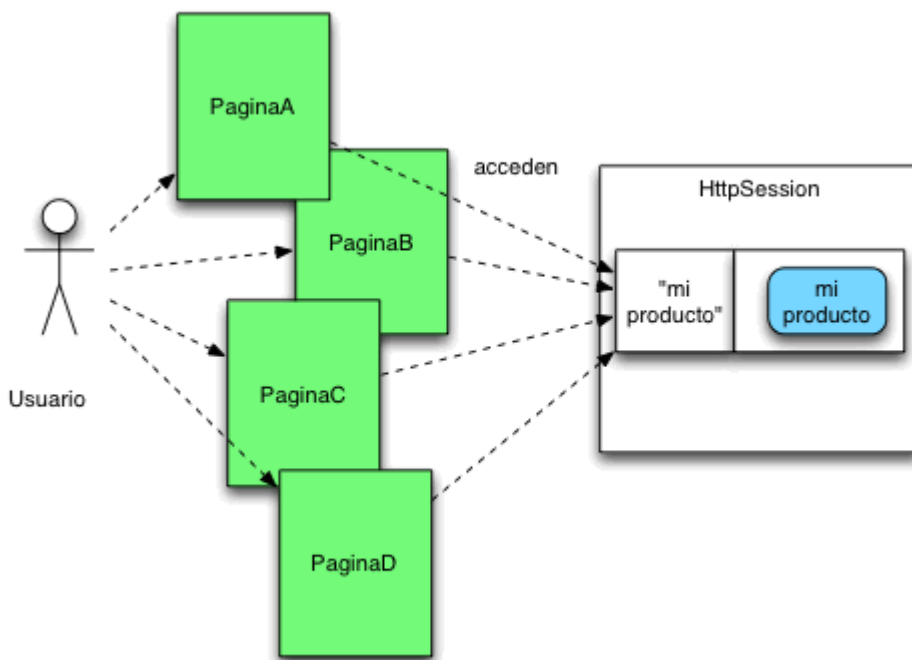 PaginaA
acceden
HttpSession
PaginaB
"mi
producto"
mi
producto
Usuario
PaginaC
PaginaD